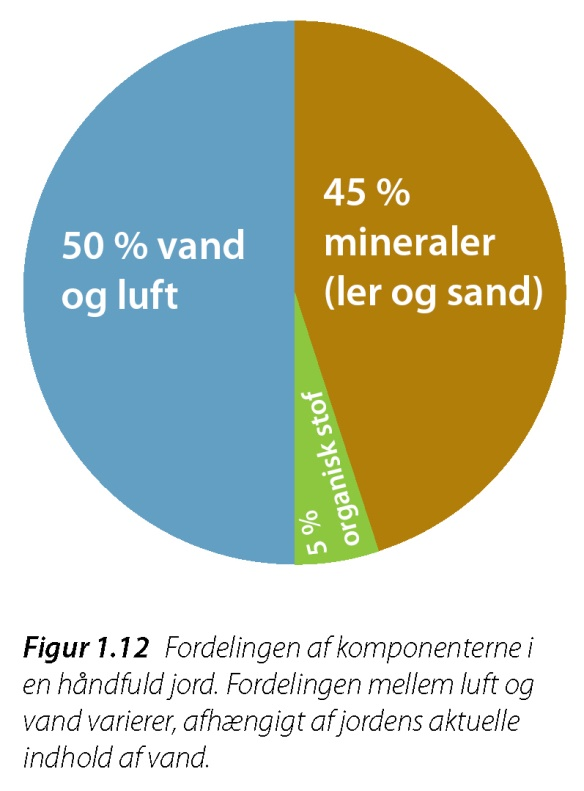 50 % vand
og luft
45 %
mineraler
(ler og sand)
5 %
organisk stof
Figur 1.12 Fordelingen af komponenterne i
en håndfuld jord. Fordelingen mellem luft og
vand varierer, afhængigt af jordens aktuelle
indhold af vand.